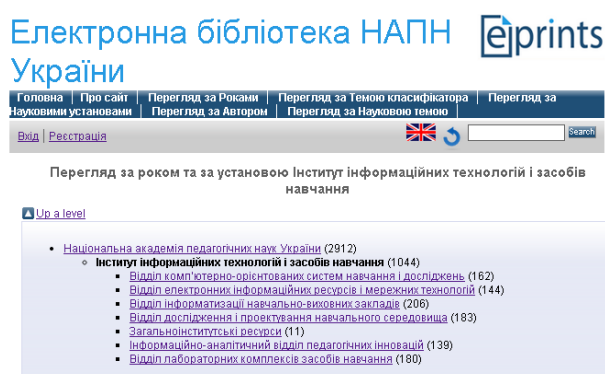 Електронна бібліотека НАПН
України
eprints
Головна | Про сайт | Перегляд за Роками | Перегляд за Темою класифікатора | Перегляд за
Науковими установами | Перегляд за Автором | Перегляд за Науковою темою |
Вхід | Реєстрація
Search
Перегляд за роком та за установою Інститут інформаційних технологій і засобів
навчання
Up a level
Національна академія педагогічних наук України (2912)
Інститут інформаційних технологій і засобів навчання (1044)
Відділ комп'ютерно-орієнтованих систем навчання і досліджень (162)
Відділ електронних інформаційних ресурсів і мережних технологій (144)
Відділ інформатизації навчально-виховних закладів (206)
Відділ дослідження і проектування навчального середовища (183)
Загальноінститутські ресурси (11)
Інформаційно-аналітичний відділ педагогічних інновацій (139)
Відділ лабораторних комплексів засобів навчання (180)